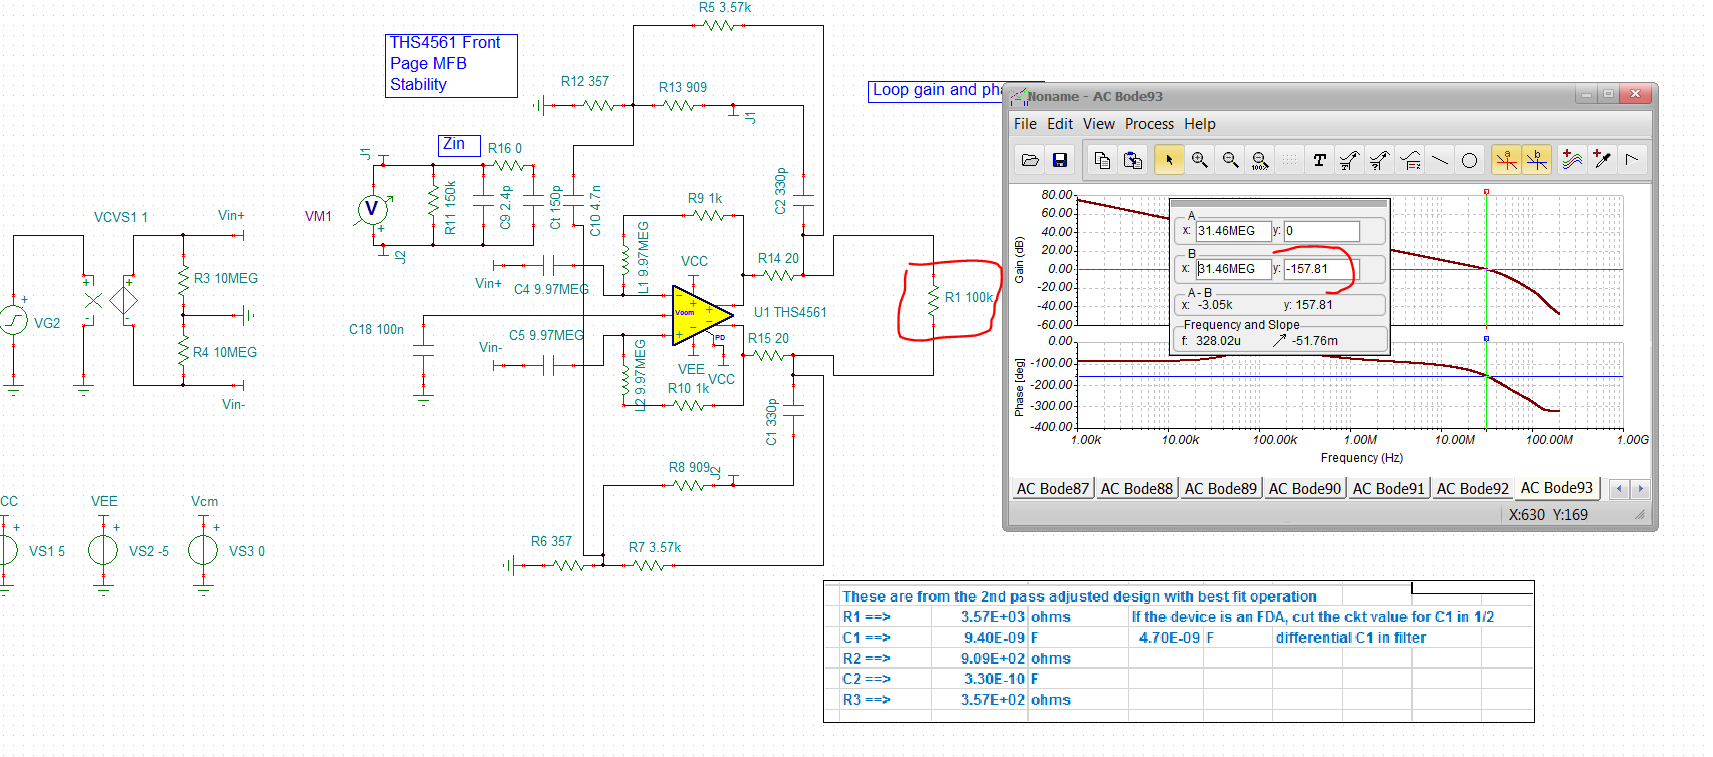 R5 3.57k
THS4561 Front
Page MFB
Stability
R12 357
R13 909
J1
Loop gain and pha
Zin
J1
R16 0
VM1
V
+
R11 150k
C9 2.4p
Ct 150p
C10 4.7n
J2
R9 1k
C2 330p
VCVS1 1
Vin+
R3 10MEG
R4 10MEG
VG2
Vin-
L1 9.97MEG
VCC
R14 20
Vin+
C4 9.97MEG
R1 100k
Vocm
U1 THS4561
C18 100n
C5 9.97MEG
Vin-
PD
R15 20
VEE
VCC
L2 9.97MEG
R10 1k
C1 330p
R8 909
J2
R6 357
R7 3.57k
CC
VEE
Vcm
VS1 5
VS2 -5
VS3 0
Noname - AC Bode93
File Edit View Process Help
100%
T
a
b
80.00
60.00
40.00
20.00
0.00
-20.00
-40.00
-60.00
Gain (dB)
A
x: 31.46MEG y: 0
B
x: 31.46MEG y: -157.81
A - B
x: -3.05k y: 157.81
Frequency and Slope
f: 328.02u -51.76m
0.00
-100.00
-200.00
-300.00
-400.00
Phase [deg]
1.00k 10.00k 100.00k 1.00M 10.00M 100.00M 1.00G
Frequency (Hz)
AC Bode87 AC Bode88 AC Bode89 AC Bode90 AC Bode91 AC Bode92 AC Bode93
X:630 Y:169
These are from the 2nd pass adjusted design with best fit operation
R1 ==> 3.57E+03 ohms If the device is an FDA, cut the ckt value for C1 in 1/2
C1 ==> 9.40E-09 F 4.70E-09 F differential C1 in filter
R2 ==> 9.09E+02 ohms
C2 ==> 3.30E-10 F
R3 ==> 3.57E+02 ohms